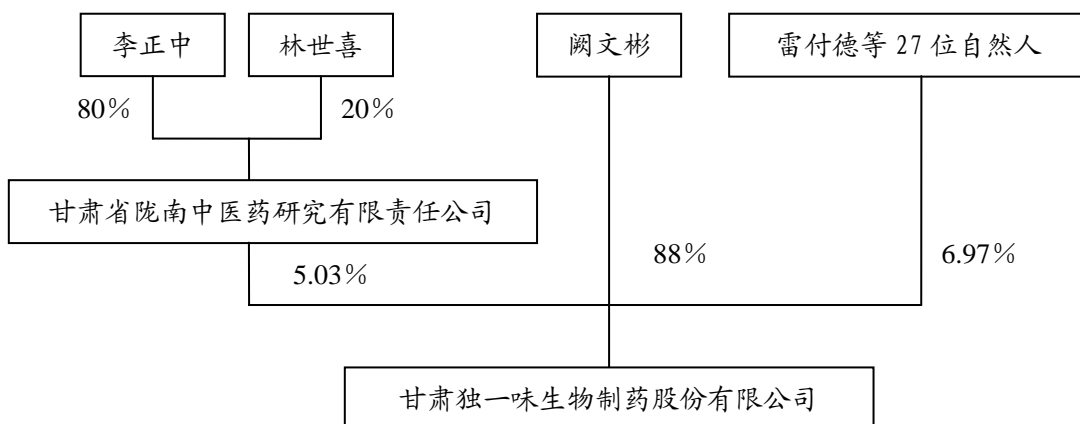 李正中
林世喜
阙文彬
雷付德等 27 位自然人
80％
20％
甘肃省陇南中医药研究有限责任公司
5.03％
88％
6.97％
甘肃独一味生物制药股份有限公司